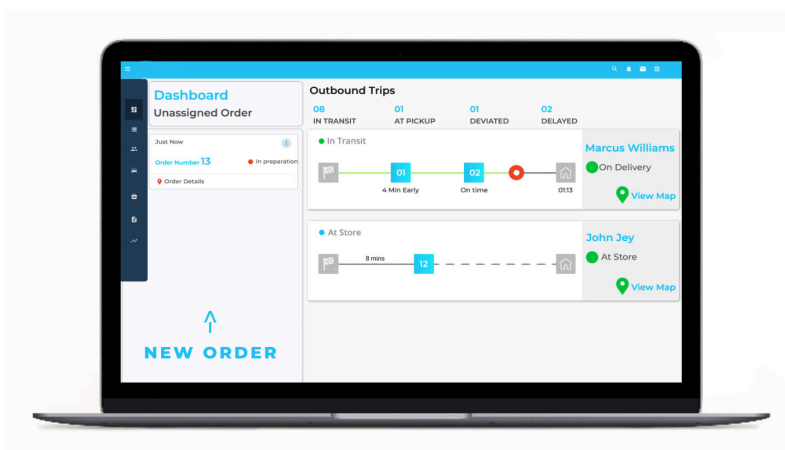 Dashboard
Unassigned Order
Just Now
Order Number 13
In preparation
Order Details
NEW ORDER
Outbound Trips
08 01 01 02
IN TRANSIT AT PICKUP DEVIATED DELAYED
In Transit
01 02
4 Min Early On time 01:13
Marcus Williams
On Delivery
View Map
At Store
8 mins
12
John Jey
At Store
View Map